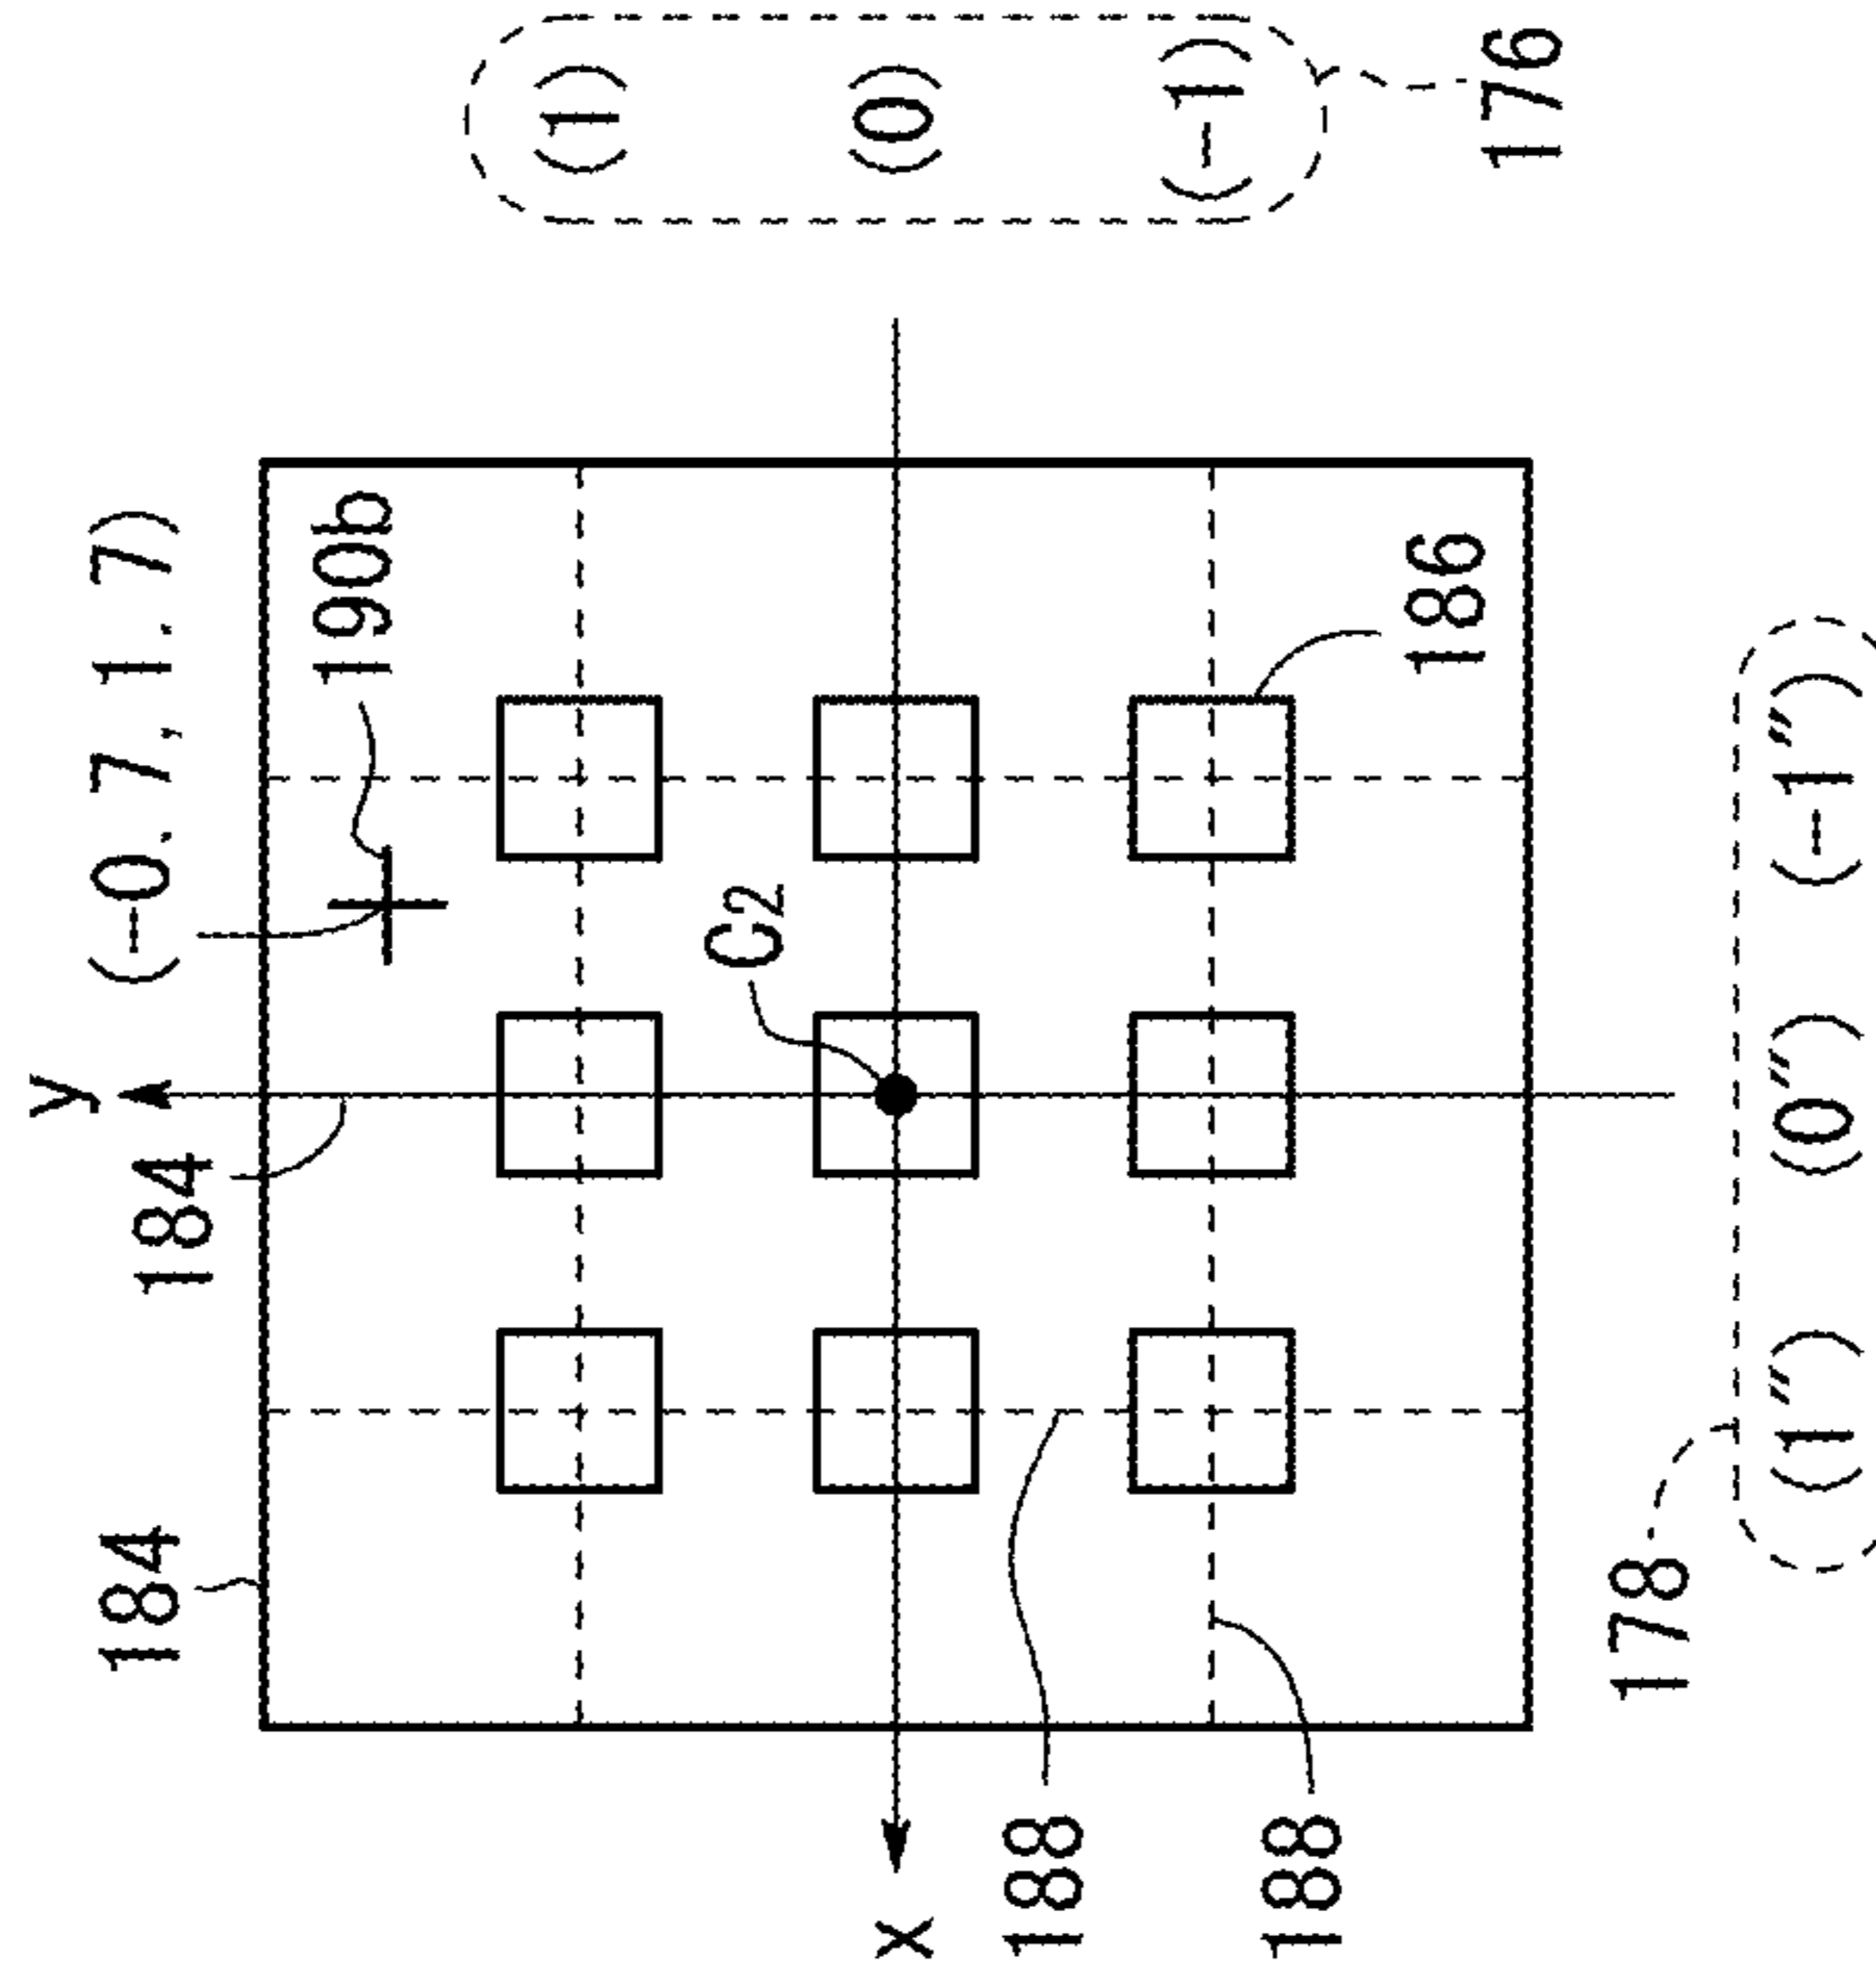 y
184
(-0. 7, 1. 7)
184
190b
(1)
C2
x
(0)
188
(-1)
188
186
176
178
(1″) (0″) (-1″)